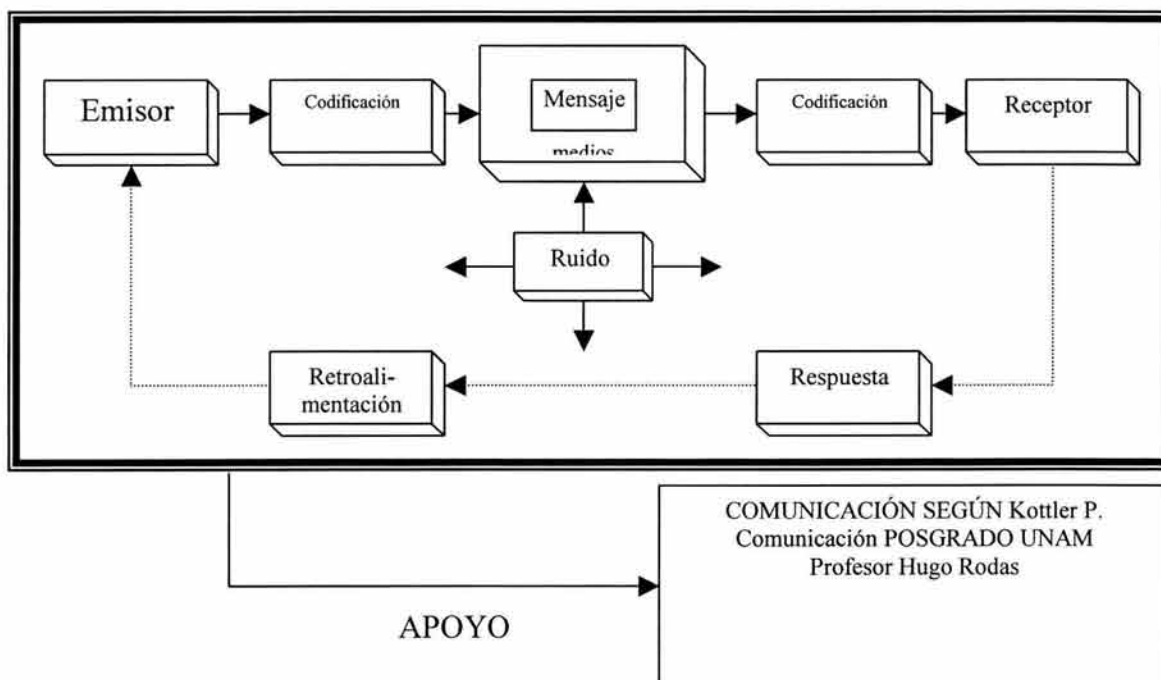 Emisor
Codificación
Mensaje
medios
Codificación
Receptor
Ruido
Retroali-
mentación
Respuesta
COMUNICACIÓN SEGÚN Kottler P.
Comunicación POSGRADO UNAM
Profesor Hugo Rodas
APOYO